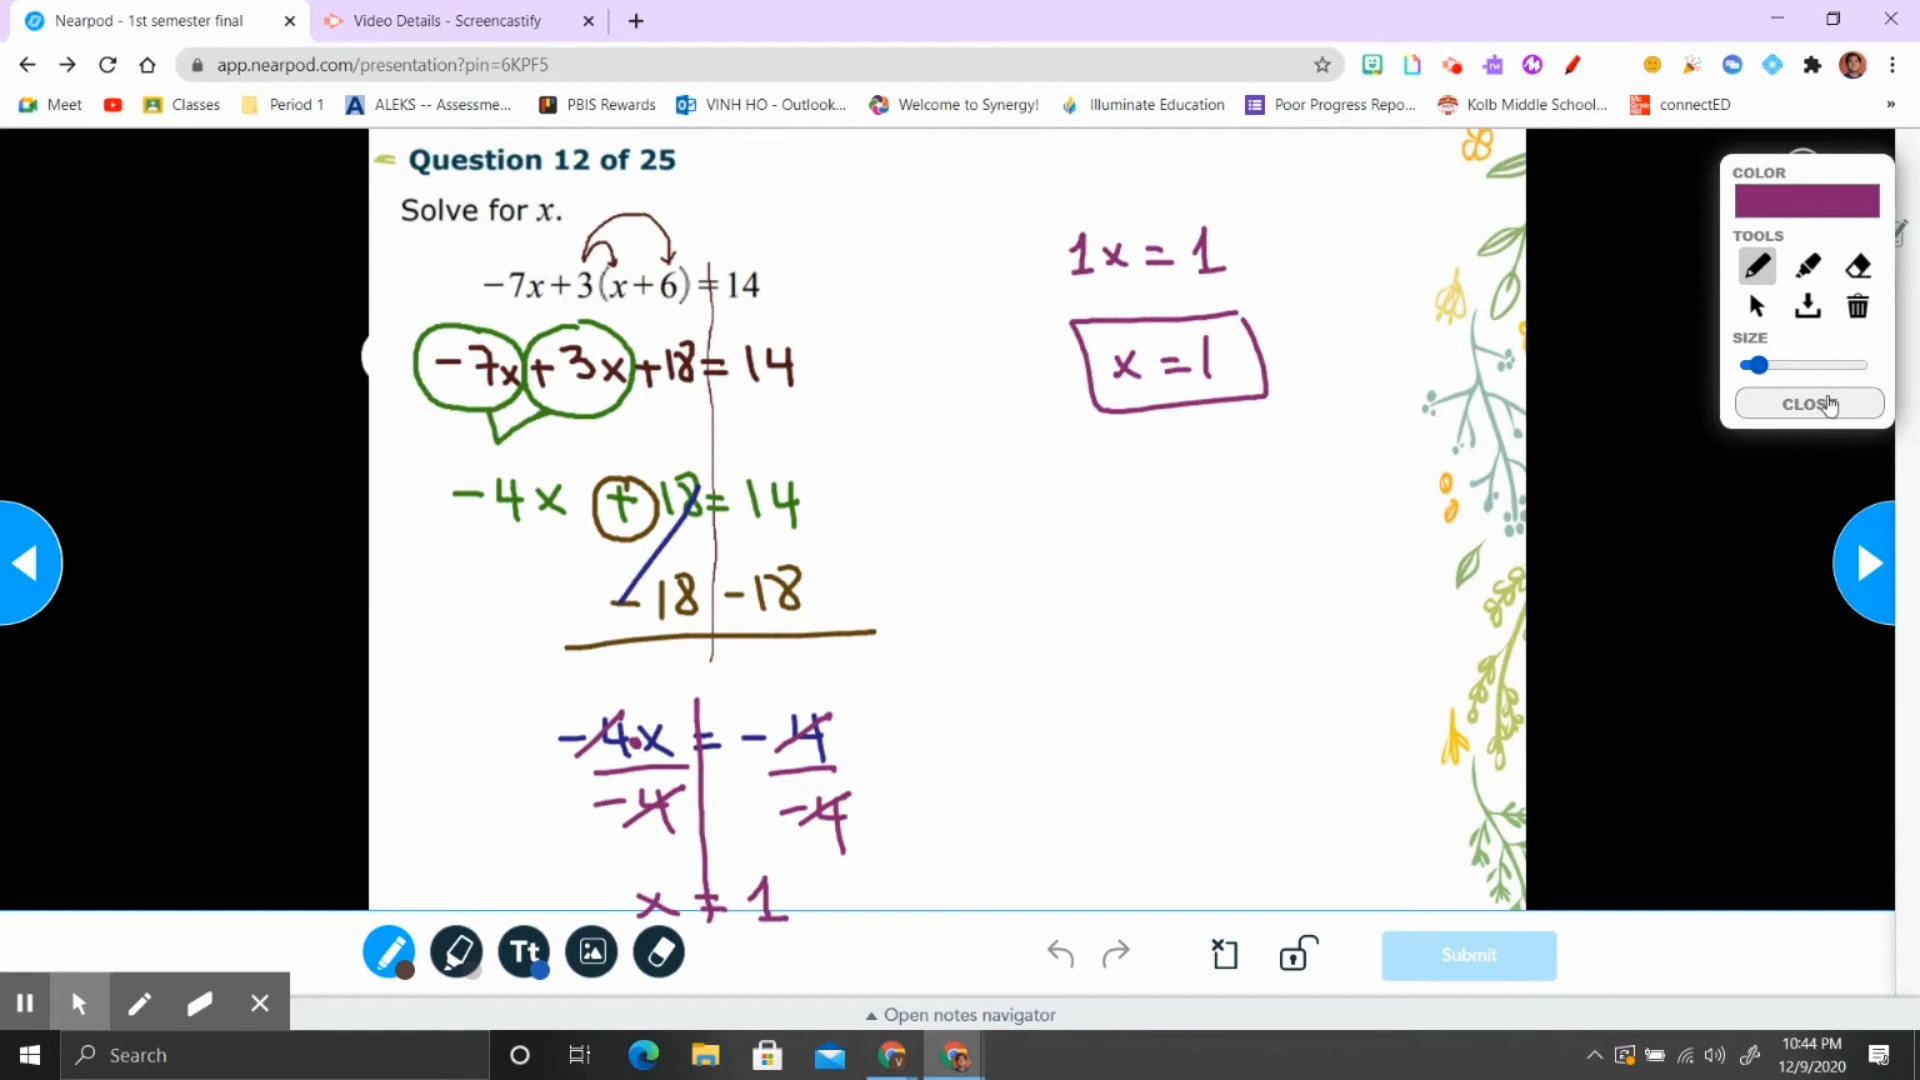 Nearpod - 1st semester final
Video Details - Screencastify
app.nearpod.com/presentation?pin=6KPF5
Meet
Classes
Period 1
ALEKS -- Assessme...
PBIS Rewards
VINH HO - Outlook...
Welcome to Synergy!
Illuminate Education
Poor Progress Repo...
Kolb Middle School...
connectED
»
Question 12 of 25
Solve for x.
−7x+3(x+6)=14
-7x+3x+18=14
-4x +18=14
-18 -18
-4•x = -4
-4 -4
x = 1
1x=1
x=1
COLOR
TOOLS
SIZE
CLOSE
Tt
Submit
Open notes navigator
Search
10:44 PM
12/9/2020